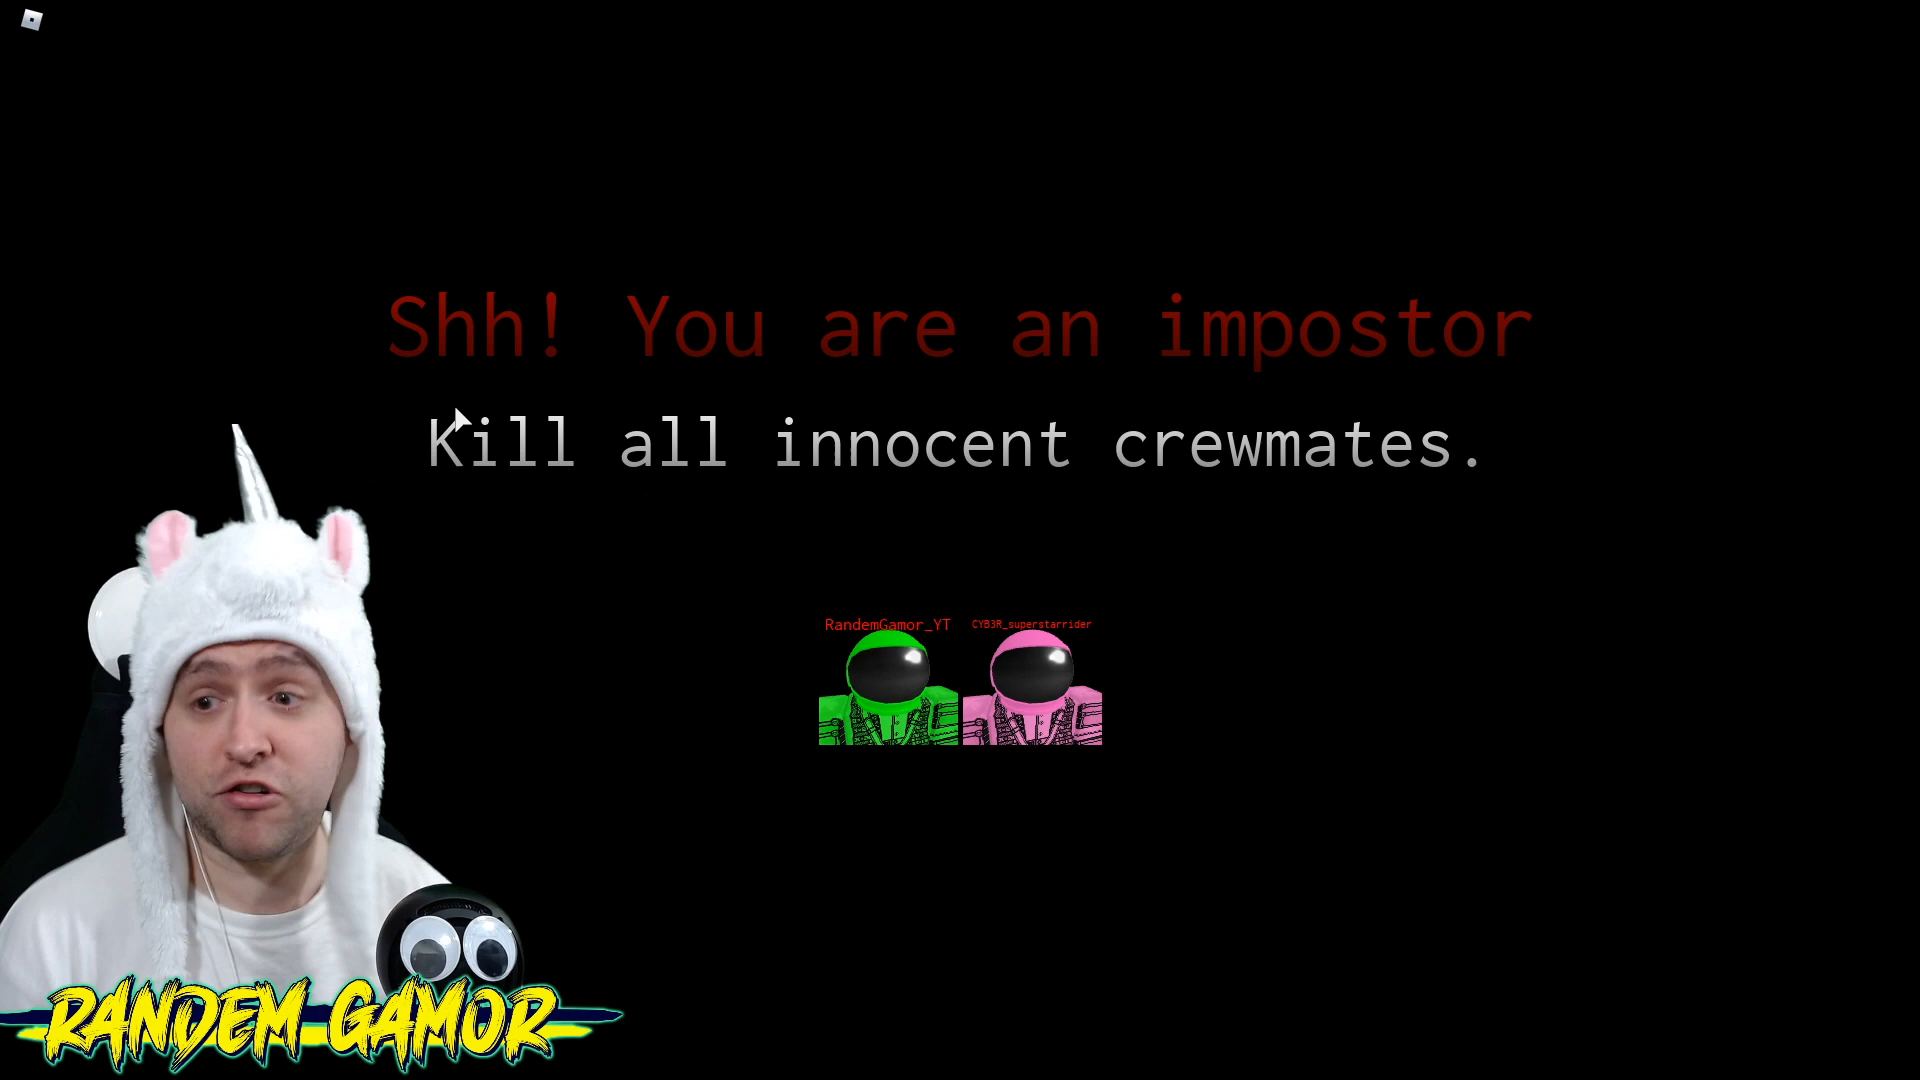 Shh! You are an impostor
Kill all innocent crewmates.
RandemGamor_YT CYB3R_superstarrider
RANDEM GAMOR